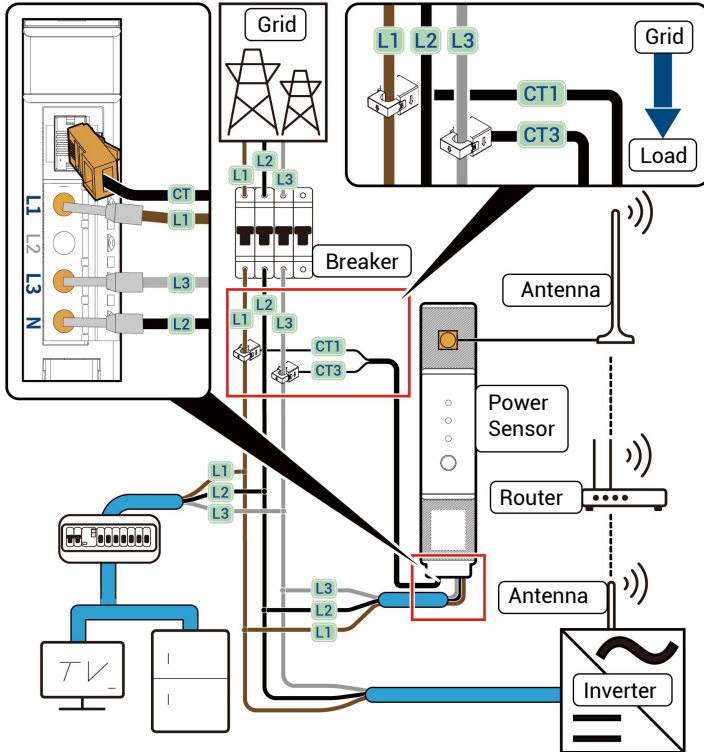 Grid
L1
L2
L3
CT1
CT3
Grid
Load
CT
L1
L1
L2
L3
L3
N
L2
L1
L2
L3
Breaker
L1
L2
L3
CT1
CT3
Antenna
Power
Sensor
Router
L1
L2
L3
TV_
L3
L2
L1
Antenna
Inverter